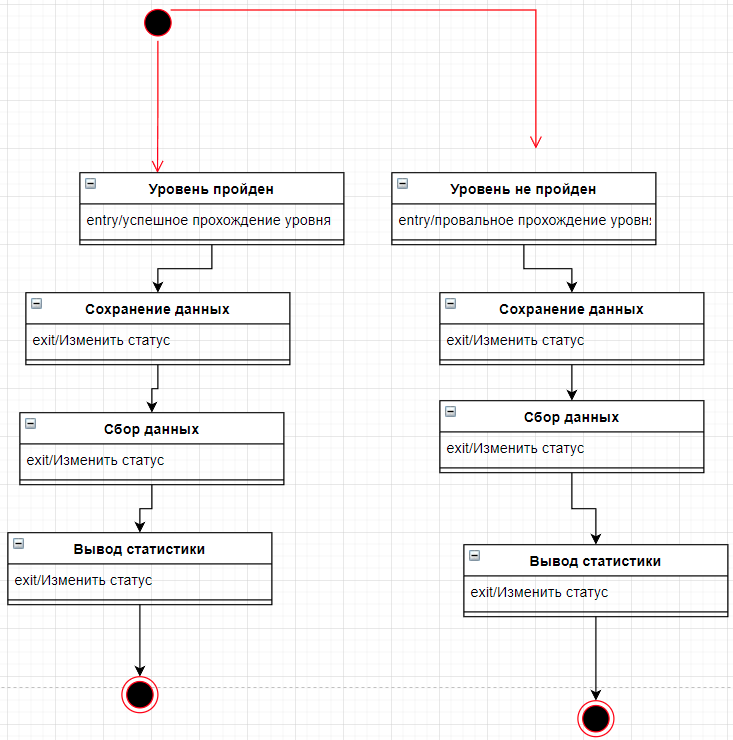 Уровень пройден
entry/успешное прохождение уровня
Сохранение данных
exit/Изменить статус
Сбор данных
exit/Изменить статус
Вывод статистики
exit/Изменить статус
Уровень не пройден
entry/провальное прохождение уровня
Сохранение данных
exit/Изменить статус
Сбор данных
exit/Изменить статус
Вывод статистики
exit/Изменить статус